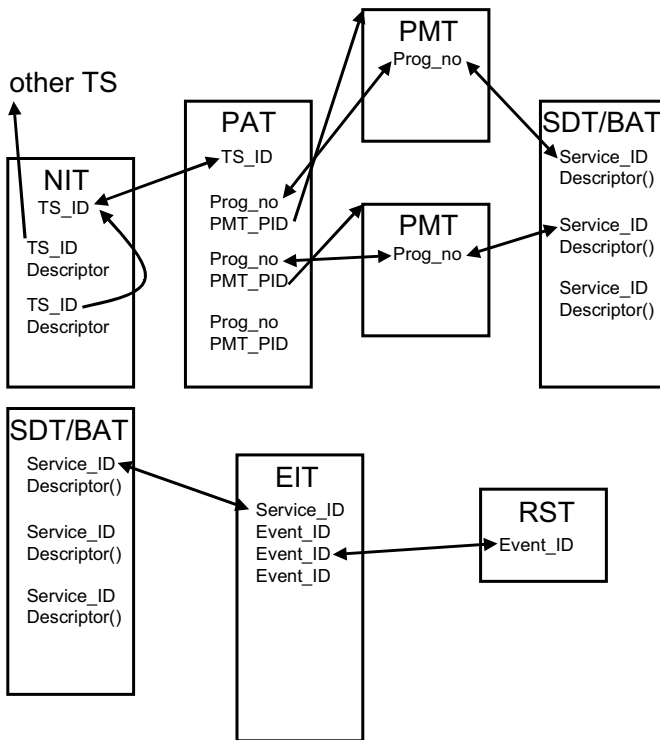 other TS
NIT
TS_ID
TS_ID
Descriptor
TS_ID
Descriptor
PAT
TS_ID
Prog_no
PMT_PID
Prog_no
PMT_PID
Prog_no
PMT_PID
PMT
Prog_no
PMT
Prog_no
SDT/BAT
Service_ID
Descriptor()
Service_ID
Descriptor()
Service_ID
Descriptor()
SDT/BAT
Service_ID
Descriptor()
Service_ID
Descriptor()
Service_ID
Descriptor()
EIT
Service_ID
Event_ID
Event_ID
Event_ID
RST
Event_ID